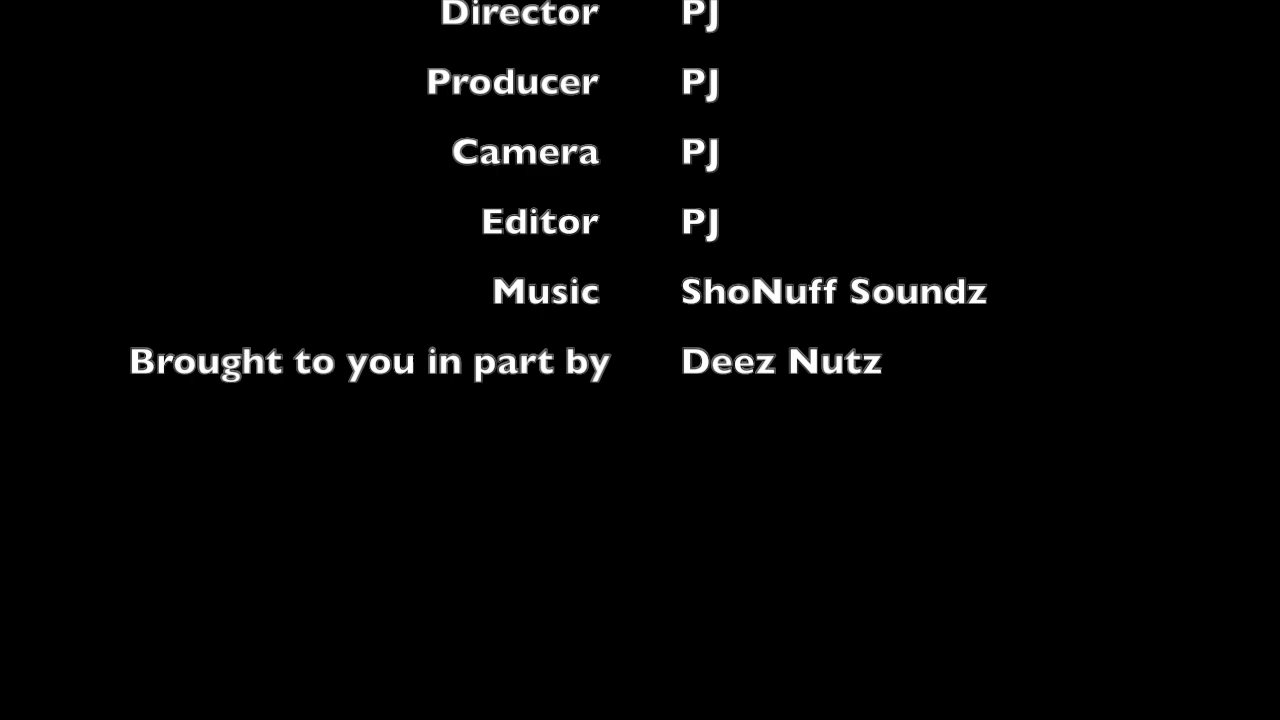 Director PJ
Producer PJ
Camera PJ
Editor PJ
Music ShoNuff Soundz
Brought to you in part by Deez Nutz